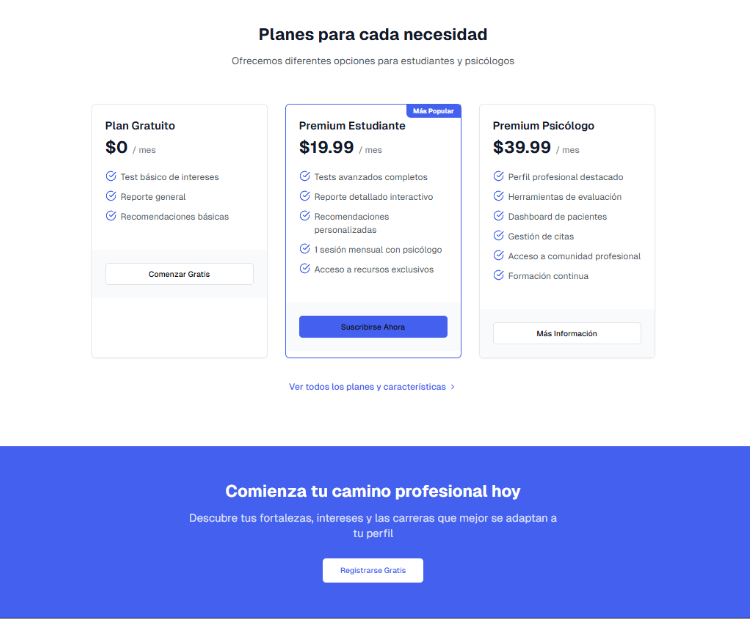 Planes para cada necesidad
Ofrecemos diferentes opciones para estudiantes y psicólogos
Plan Gratuito
$0 / mes
Test básico de intereses
Reporte general
Recomendaciones básicas
Comenzar Gratis
Más Popular
Premium Estudiante
$19.99 / mes
Tests avanzados completos
Reporte detallado interactivo
Recomendaciones
personalizadas
1 sesión mensual con psicólogo
Acceso a recursos exclusivos
Suscribirse Ahora
Premium Psicólogo
$39.99 / mes
Perfil profesional destacado
Herramientas de evaluación
Dashboard de pacientes
Gestión de citas
Acceso a comunidad profesional
Formación continua
Más Información
Ver todos los planes y características
Comienza tu camino profesional hoy
Descubre tus fortalezas, intereses y las carreras que mejor se adaptan a
tu perfil
Registrarse Gratis